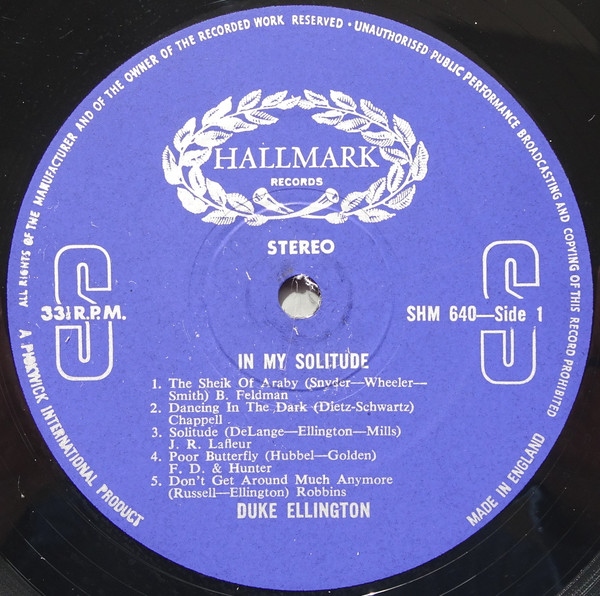 ALL RIGHTS OF THE MANUFACTURER AND OF THE OWNER OF THE RECORDED WORK RESERVED · UNAUTHORISED PUBLIC PERFORMANCE BROADCASTING AND COPYING OF THIS RECORD PROHIBITED
HALLMARK
RECORDS
STEREO
S S
33⅓ R.P.M.
SHM 640—Side 1
IN MY SOLITUDE
1. The Sheik Of Araby (Snyder—Wheeler—
Smith) B. Feldman
2. Dancing In The Dark (Dietz-Schwartz)
Chappell
3. Solitude (DeLange—Ellington—Mills)
J. R. Lafleur
4. Poor Butterfly (Hubbel—Golden)
F. D. & Hunter
5. Don't Get Around Much Anymore
(Russell—Ellington) Robbins
DUKE ELLINGTON
A PICKWICK INTERNATIONAL PRODUCT
MADE IN ENGLAND